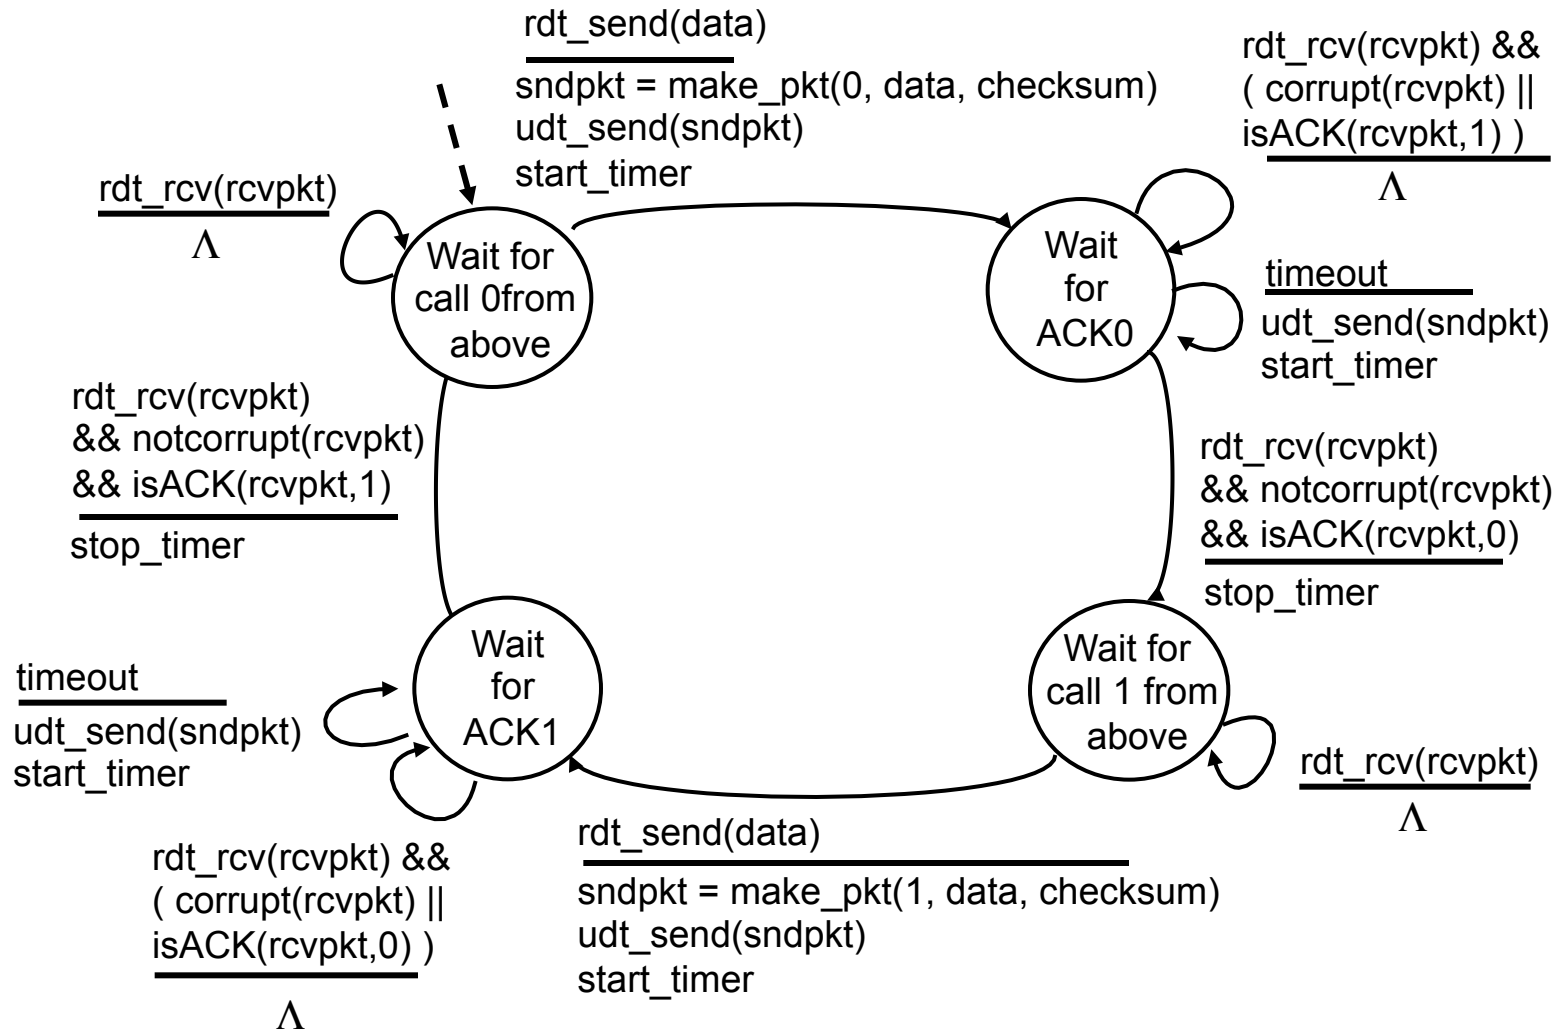 rdt_send(data)
sndpkt = make_pkt(0, data, checksum)
udt_send(sndpkt)
start_timer
rdt_rcv(rcvpkt) &&
( corrupt(rcvpkt) ||
isACK(rcvpkt,1) )
Λ
rdt_rcv(rcvpkt)
Λ
Wait for
call 0from
above
Wait
for
ACK0
timeout
udt_send(sndpkt)
start_timer
rdt_rcv(rcvpkt)
&& notcorrupt(rcvpkt)
&& isACK(rcvpkt,1)
stop_timer
rdt_rcv(rcvpkt)
&& notcorrupt(rcvpkt)
&& isACK(rcvpkt,0)
stop_timer
Wait
for
ACK1
Wait for
call 1 from
above
timeout
udt_send(sndpkt)
start_timer
rdt_rcv(rcvpkt)
Λ
rdt_rcv(rcvpkt) &&
( corrupt(rcvpkt) ||
isACK(rcvpkt,0) )
Λ
rdt_send(data)
sndpkt = make_pkt(1, data, checksum)
udt_send(sndpkt)
start_timer